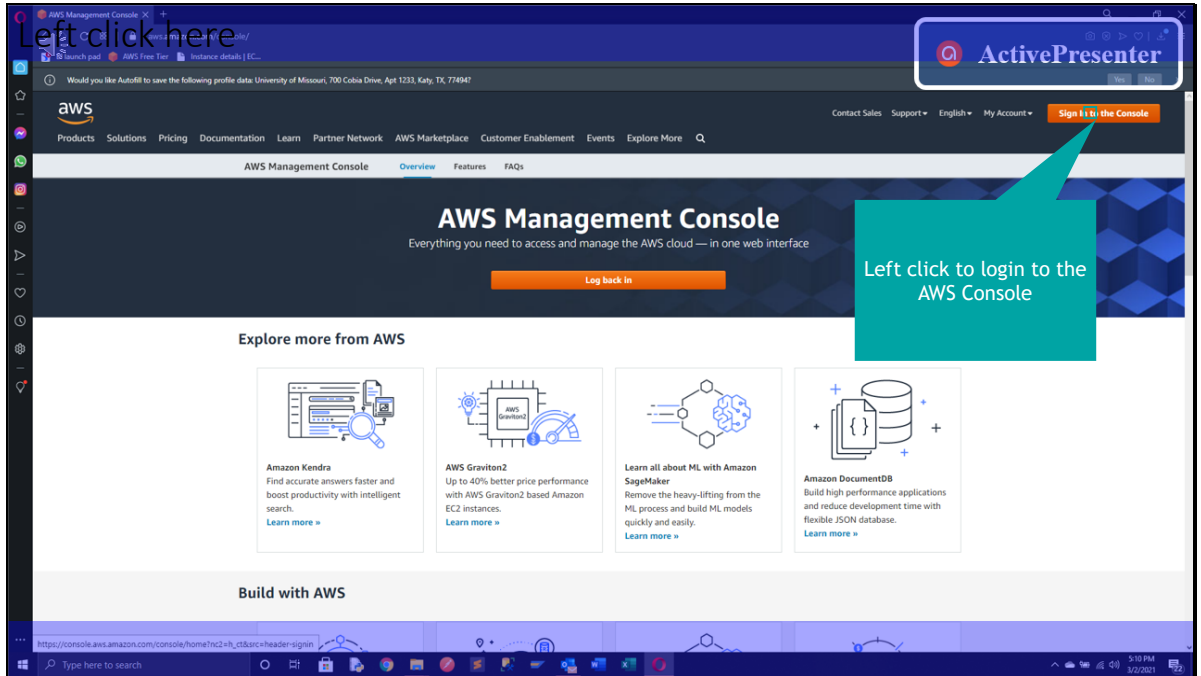 AWS Management Console
Left click here
aws.amazon.com/console/
launch pad AWS Free Tier Instance details | EC...
ActivePresenter
Would you like Autofill to save the following profile data: University of Missouri, 700 Cobia Drive, Apt 1233, Katy, TX, 77494?
Yes No
aws
Contact Sales Support English My Account Sign In to the Console
Products Solutions Pricing Documentation Learn Partner Network AWS Marketplace Customer Enablement Events Explore More
AWS Management Console Overview Features FAQs
AWS Management Console
Everything you need to access and manage the AWS cloud — in one web interface
Log back in
Left click to login to the
AWS Console
Explore more from AWS
AWS
Graviton2
Amazon Kendra
Find accurate answers faster and
boost productivity with intelligent
search.
Learn more »
AWS Graviton2
Up to 40% better price performance
with AWS Graviton2 based Amazon
EC2 instances.
Learn more »
Learn all about ML with Amazon
SageMaker
Remove the heavy-lifting from the
ML process and build ML models
quickly and easily.
Learn more »
Amazon DocumentDB
Build high performance applications
and reduce development time with
flexible JSON database.
Learn more »
Build with AWS
https://console.aws.amazon.com/console/home?nc2=h_ct&src=header-signin
Type here to search
5:10 PM
3/2/2021
22